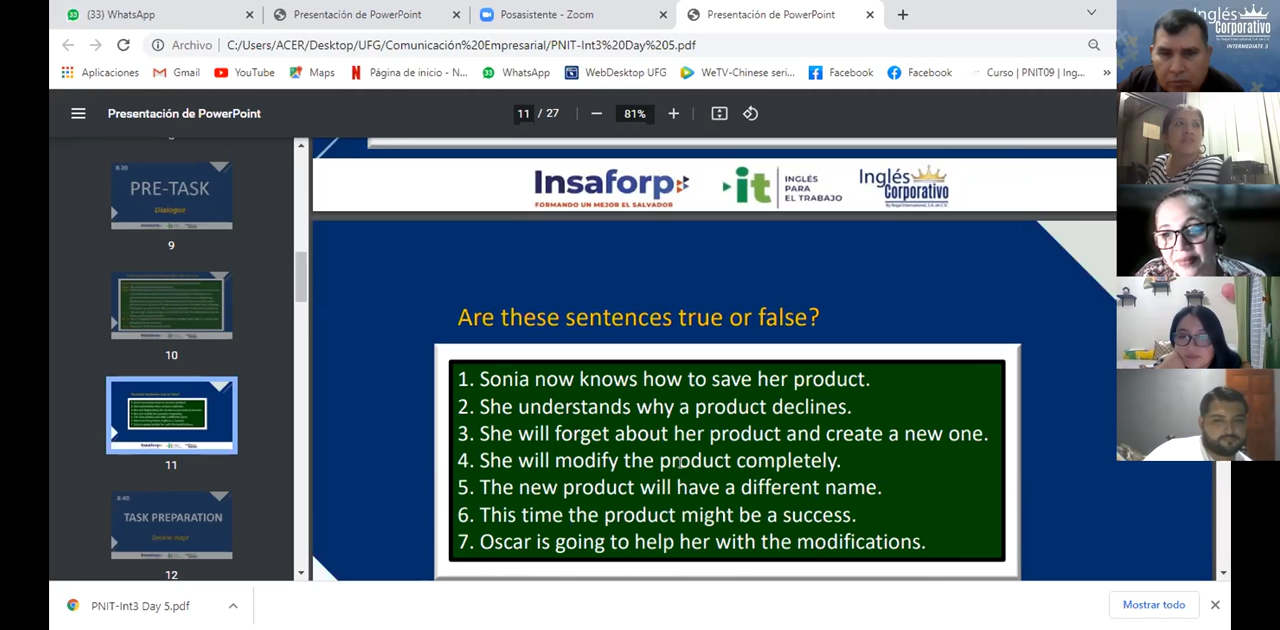 (33) WhatsApp
Presentación de PowerPoint
Posasistente - Zoom
Presentación de PowerPoint
Archivo
C:/Users/ACER/Desktop/UFG/Comunicación%20Empresarial/PNIT-Int3%20Day%205.pdf
Aplicaciones
Gmail
YouTube
Maps
Página de inicio - N...
WhatsApp
WebDesktop UFG
WeTV-Chinese seri...
Facebook
Facebook
Curso | PNIT09 | Ing...
»
Presentación de PowerPoint
11 / 27
81%
8:30
PRE-TASK
Dialogue
9
10
11
8:40
TASK PREPARATION
12
Insaforp
FORMANDO UN MEJOR EL SALVADOR
it
INGLÉS
PARA
EL TRABAJO
Inglés
Corporativo
Are these sentences true or false?
1. Sonia now knows how to save her product.
2. She understands why a product declines.
3. She will forget about her product and create a new one.
4. She will modify the product completely.
5. The new product will have a different name.
6. This time the product might be a success.
7. Oscar is going to help her with the modifications.
Inglés
Corporativo
INTERMEDIATE 3
PNIT-Int3 Day 5.pdf
Mostrar todo